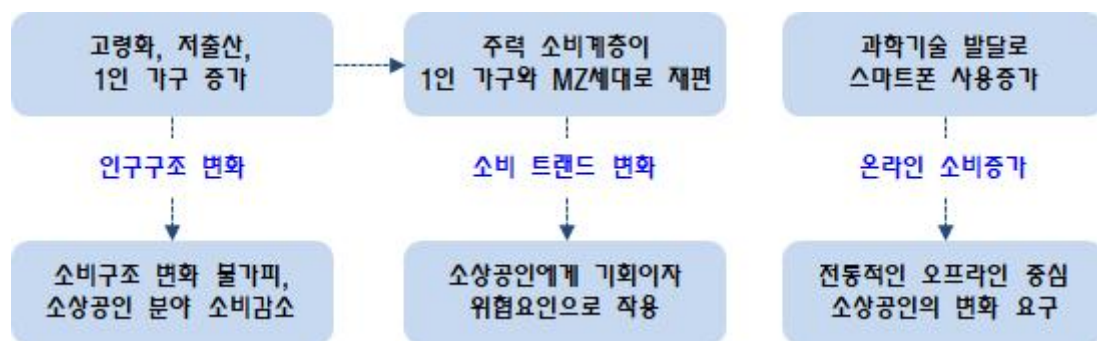 고령화, 저출산,
1인 가구 증가
주력 소비계층이
1인 가구와 MZ세대로 재편
과학기술 발달로
스마트폰 사용증가
인구구조 변화
소비 트랜드 변화
온라인 소비증가
소비구조 변화 불가피,
소상공인 분야 소비감소
소상공인에게 기회이자
위협요인으로 작용
전통적인 오프라인 중심
소상공인의 변화 요구